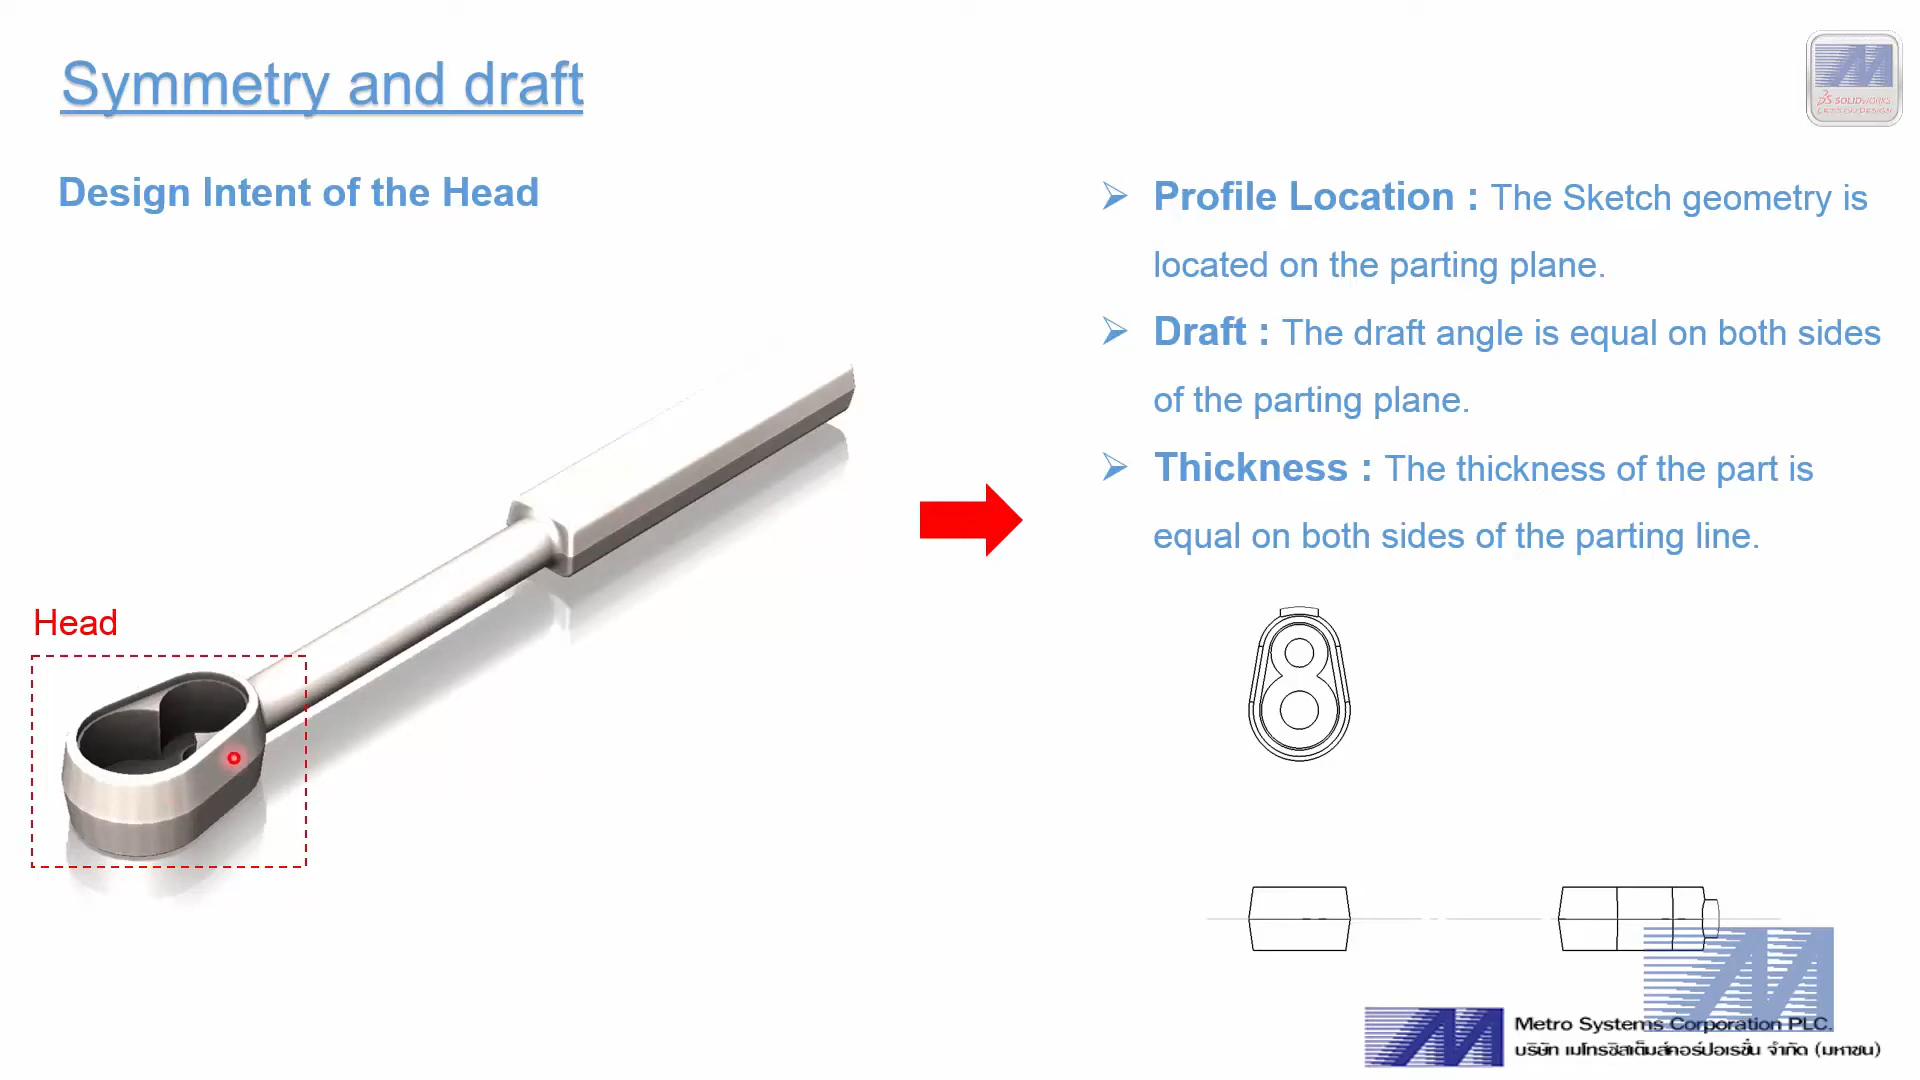 Symmetry and draft
Design Intent of the Head
Profile Location : The Sketch geometry is
located on the parting plane.
Draft : The draft angle is equal on both sides
of the parting plane.
Thickness : The thickness of the part is
equal on both sides of the parting line.
Head
SOLIDWORKS
Metro Systems Corporation PLC.
บริษัท เมโทรซิสเต็มส์คอร์ปอเรชั่น จำกัด (มหาชน)